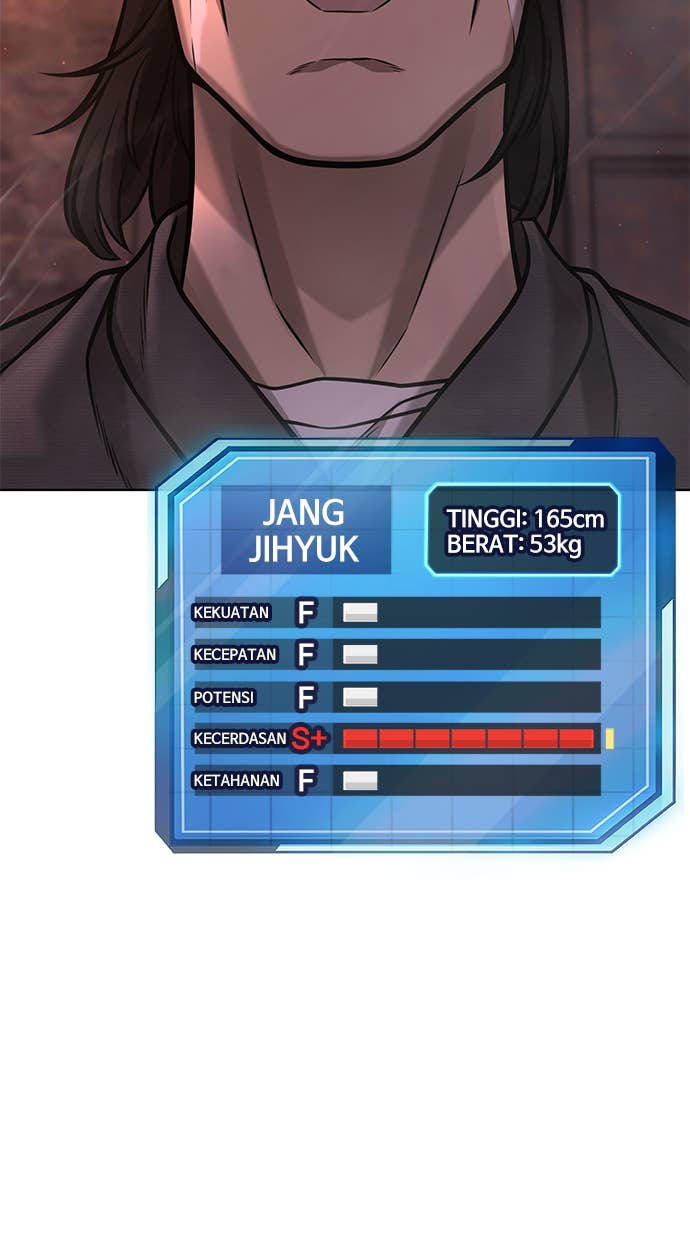 JANG
JIHYUK
TINGGI: 165cm
BERAT: 53kg
KEKUATAN F
KECEPATAN F
POTENSI F
KECERDASAN S+
KETAHANAN F